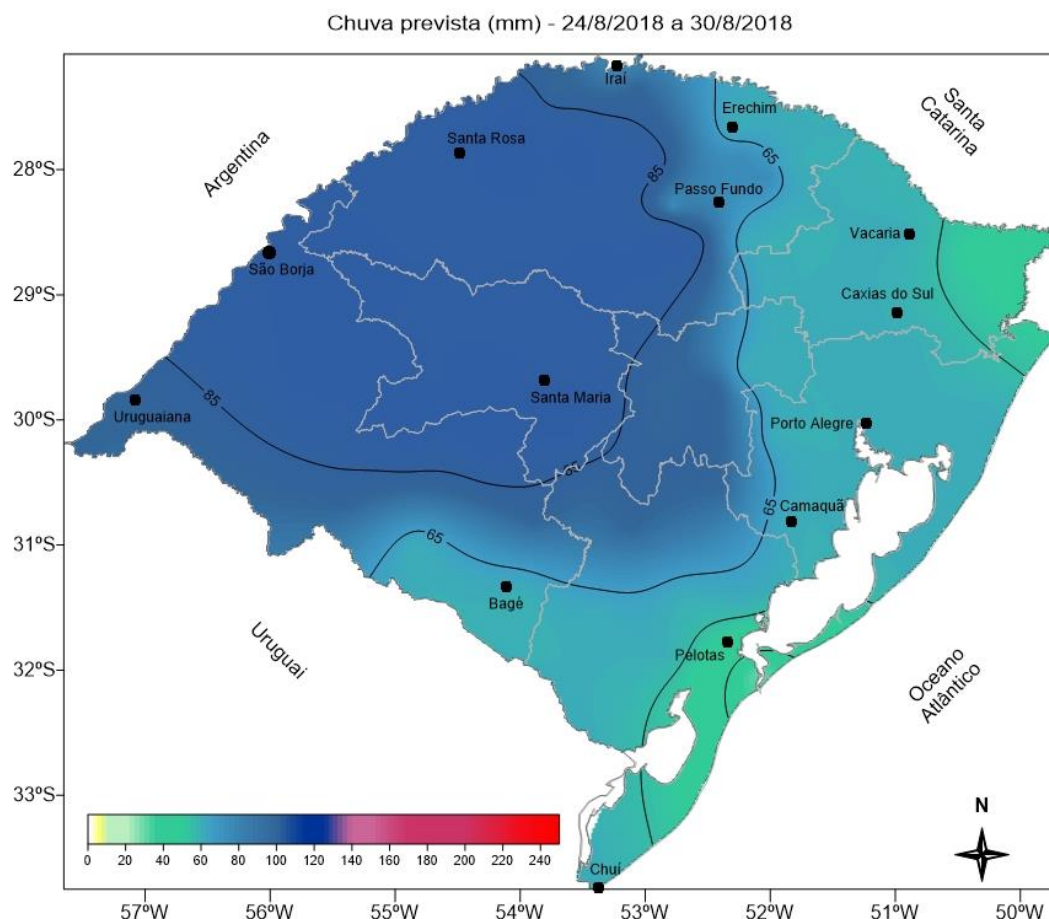 Chuva prevista (mm) - 24/8/2018 a 30/8/2018
Iraí
Santa
Catarina
Erechim
Argentina
Santa Rosa
65
28ºS
85
Passo Fundo
Vacaria
São Borja
29ºS
Caxias do Sul
85
Uruguaiana
Santa Maria
30ºS
Porto Alegre
85
65
Camaquã
31ºS
65
Bagé
Uruguai
Pelotas
32ºS
Oceano
Atlântico
33ºS
N
0 20 40 60 80 100 120 140 160 180 200 220 240
Chuí
57ºW 56ºW 55ºW 54ºW 53ºW 52ºW 51ºW 50ºW